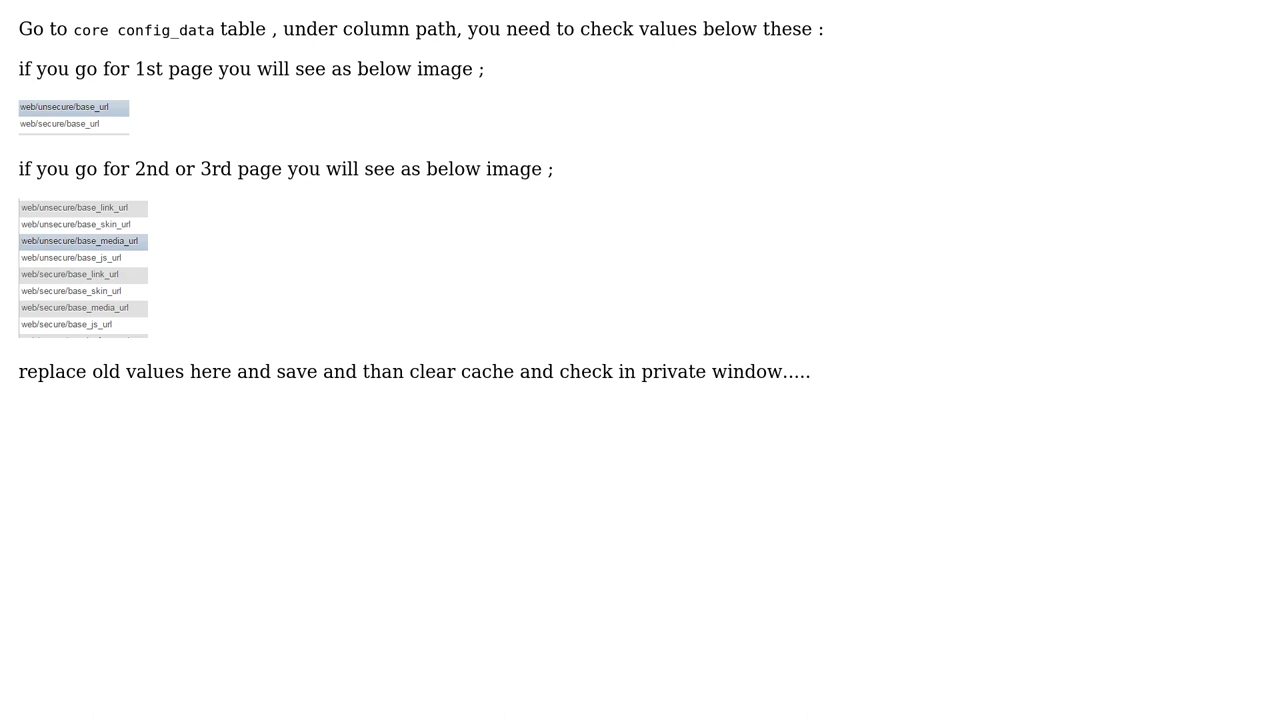 Go to core config_data table , under column path, you need to check values below these :
if you go for 1st page you will see as below image ;
web/unsecure/base_url
web/secure/base_url
if you go for 2nd or 3rd page you will see as below image ;
web/unsecure/base_link_url
web/unsecure/base_skin_url
web/unsecure/base_media_url
web/unsecure/base_js_url
web/secure/base_link_url
web/secure/base_skin_url
web/secure/base_media_url
web/secure/base_js_url
replace old values here and save and than clear cache and check in private window.....